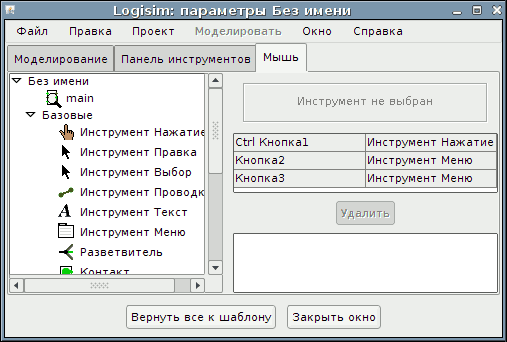 Logisim: параметры Без имени
Файл Правка Проект Моделировать Окно Справка
Моделирование Панель инструментов Мышь
Без имени
main
Базовые
Инструмент Нажатие
Инструмент Правка
Инструмент Выбор
Инструмент Проводк
Инструмент Текст
Инструмент Меню
Разветвитель
Контакт
Инструмент не выбран
Ctrl Кнопка1 Инструмент Нажатие
Кнопка2 Инструмент Меню
Кнопка3 Инструмент Меню
Удалить
Вернуть все к шаблону Закрыть окно